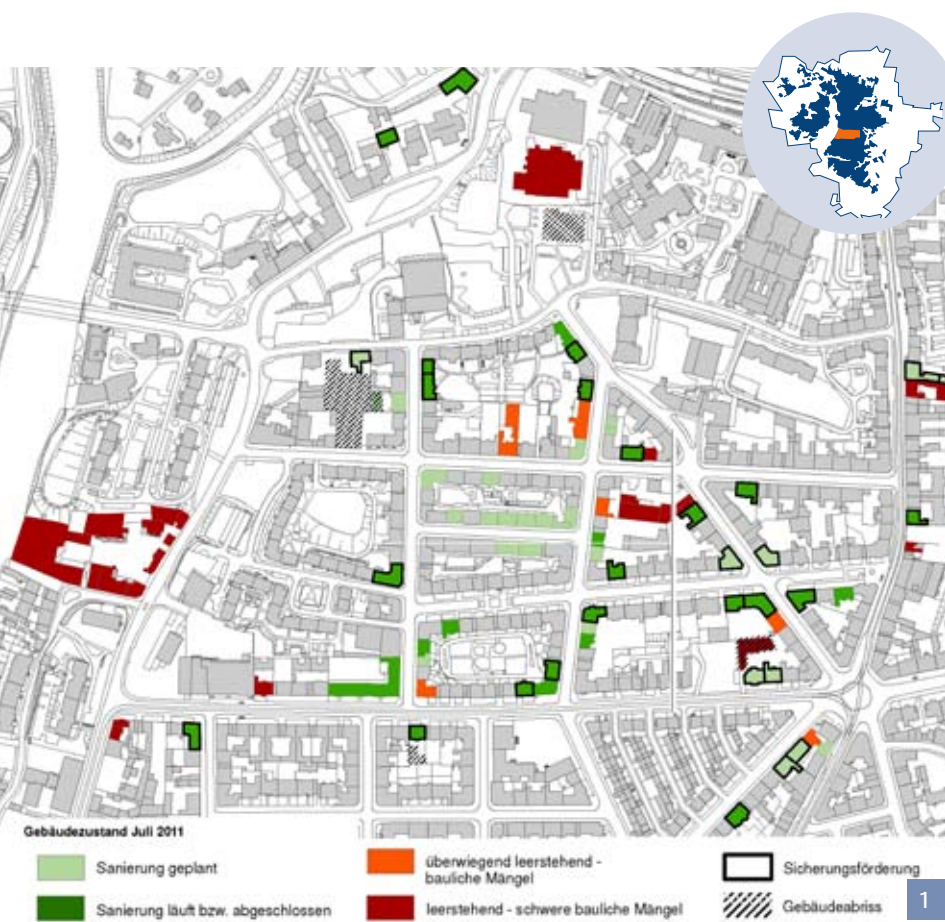 Gebäudezustand Juli 2011
Sanierung geplant
Sanierung läuft bzw. abgeschlossen
überwiegend leerstehend -
bauliche Mängel
leerstehend - schwere bauliche Mängel
Sicherungsförderung
Gebäudeabriss
1